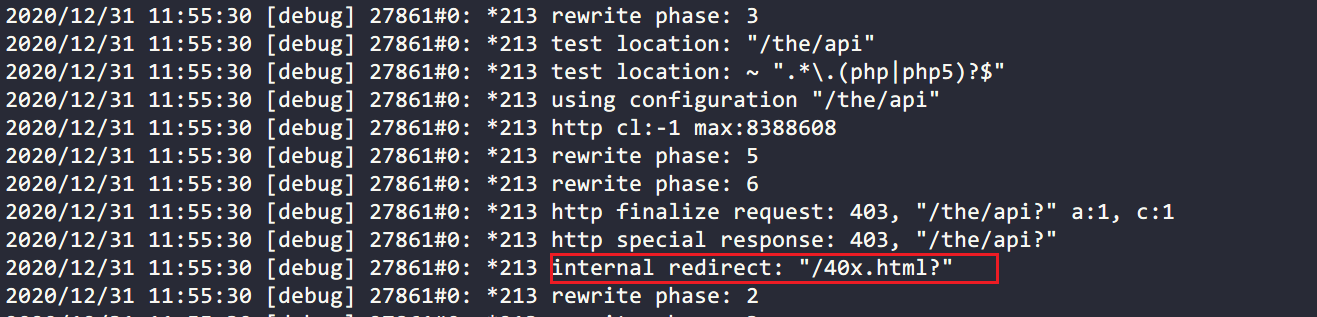 2020/12/31 11:55:30 [debug] 27861#0: *213 rewrite phase: 3
2020/12/31 11:55:30 [debug] 27861#0: *213 test location: "/the/api"
2020/12/31 11:55:30 [debug] 27861#0: *213 test location: ~ ".*\.(php|php5)?$"
2020/12/31 11:55:30 [debug] 27861#0: *213 using configuration "/the/api"
2020/12/31 11:55:30 [debug] 27861#0: *213 http cl:-1 max:8388608
2020/12/31 11:55:30 [debug] 27861#0: *213 rewrite phase: 5
2020/12/31 11:55:30 [debug] 27861#0: *213 rewrite phase: 6
2020/12/31 11:55:30 [debug] 27861#0: *213 http finalize request: 403, "/the/api?" a:1, c:1
2020/12/31 11:55:30 [debug] 27861#0: *213 http special response: 403, "/the/api?"
2020/12/31 11:55:30 [debug] 27861#0: *213 internal redirect: "/40x.html?"
2020/12/31 11:55:30 [debug] 27861#0: *213 rewrite phase: 2